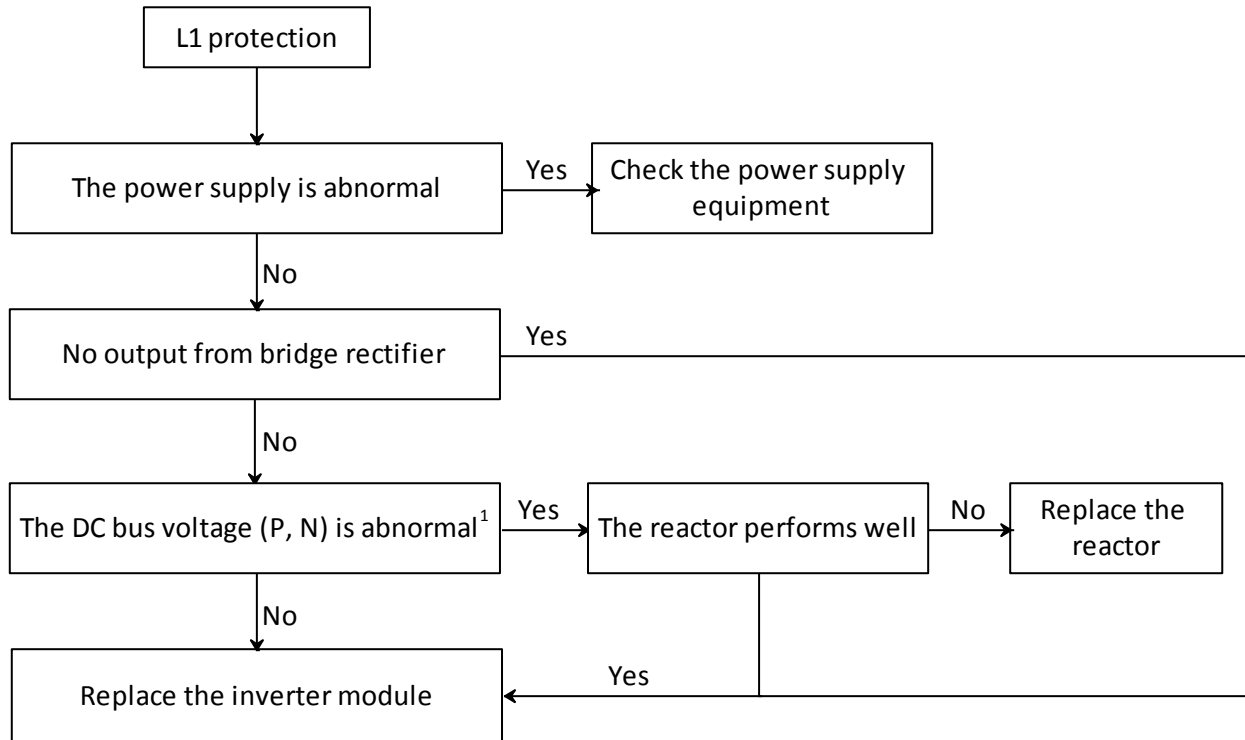 L1 protection
The power supply is abnormal
Yes
Check the power supply
equipment
No
No output from bridge rectifier
Yes
No
The DC bus voltage (P, N) is abnormal1
Yes
The reactor performs well
No
Replace the
reactor
No
Replace the inverter module
Yes